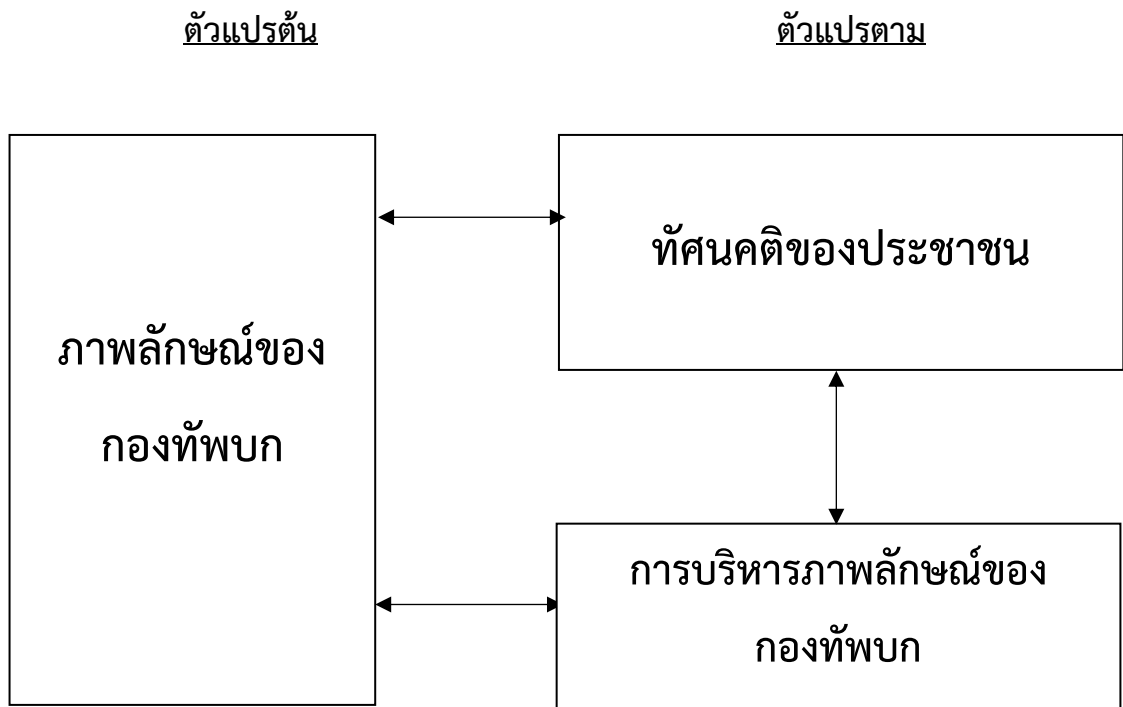 ตัวแปรต้น
ตัวแปรตาม
ภาพลักษณ์ของ
กองทัพบก
ทัศนคติของประชาชน
การบริหารภาพลักษณ์ของ
กองทัพบก